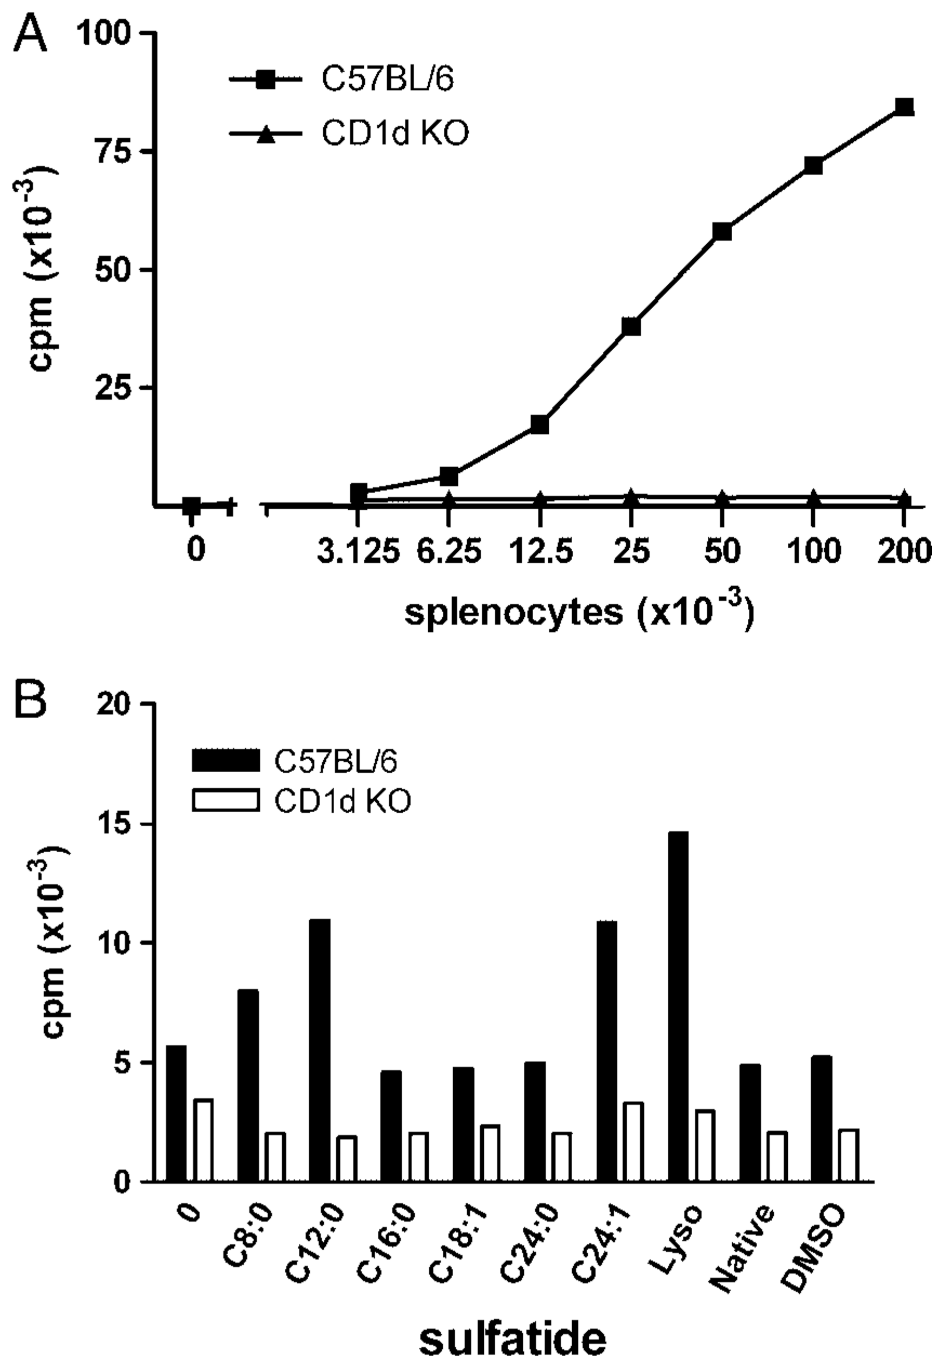 A
100
75
50
25
cpm (x10⁻³)
C57BL/6
CD1d KO
0 3.125 6.25 12.5 25 50 100 200
splenocytes (x10⁻³)
B
20
15
10
5
0
cpm (x10⁻³)
C57BL/6
CD1d KO
0 C8:0 C12:0 C16:0 C18:1 C24:0 C24:1 Lyso Native DMSO
sulfatide